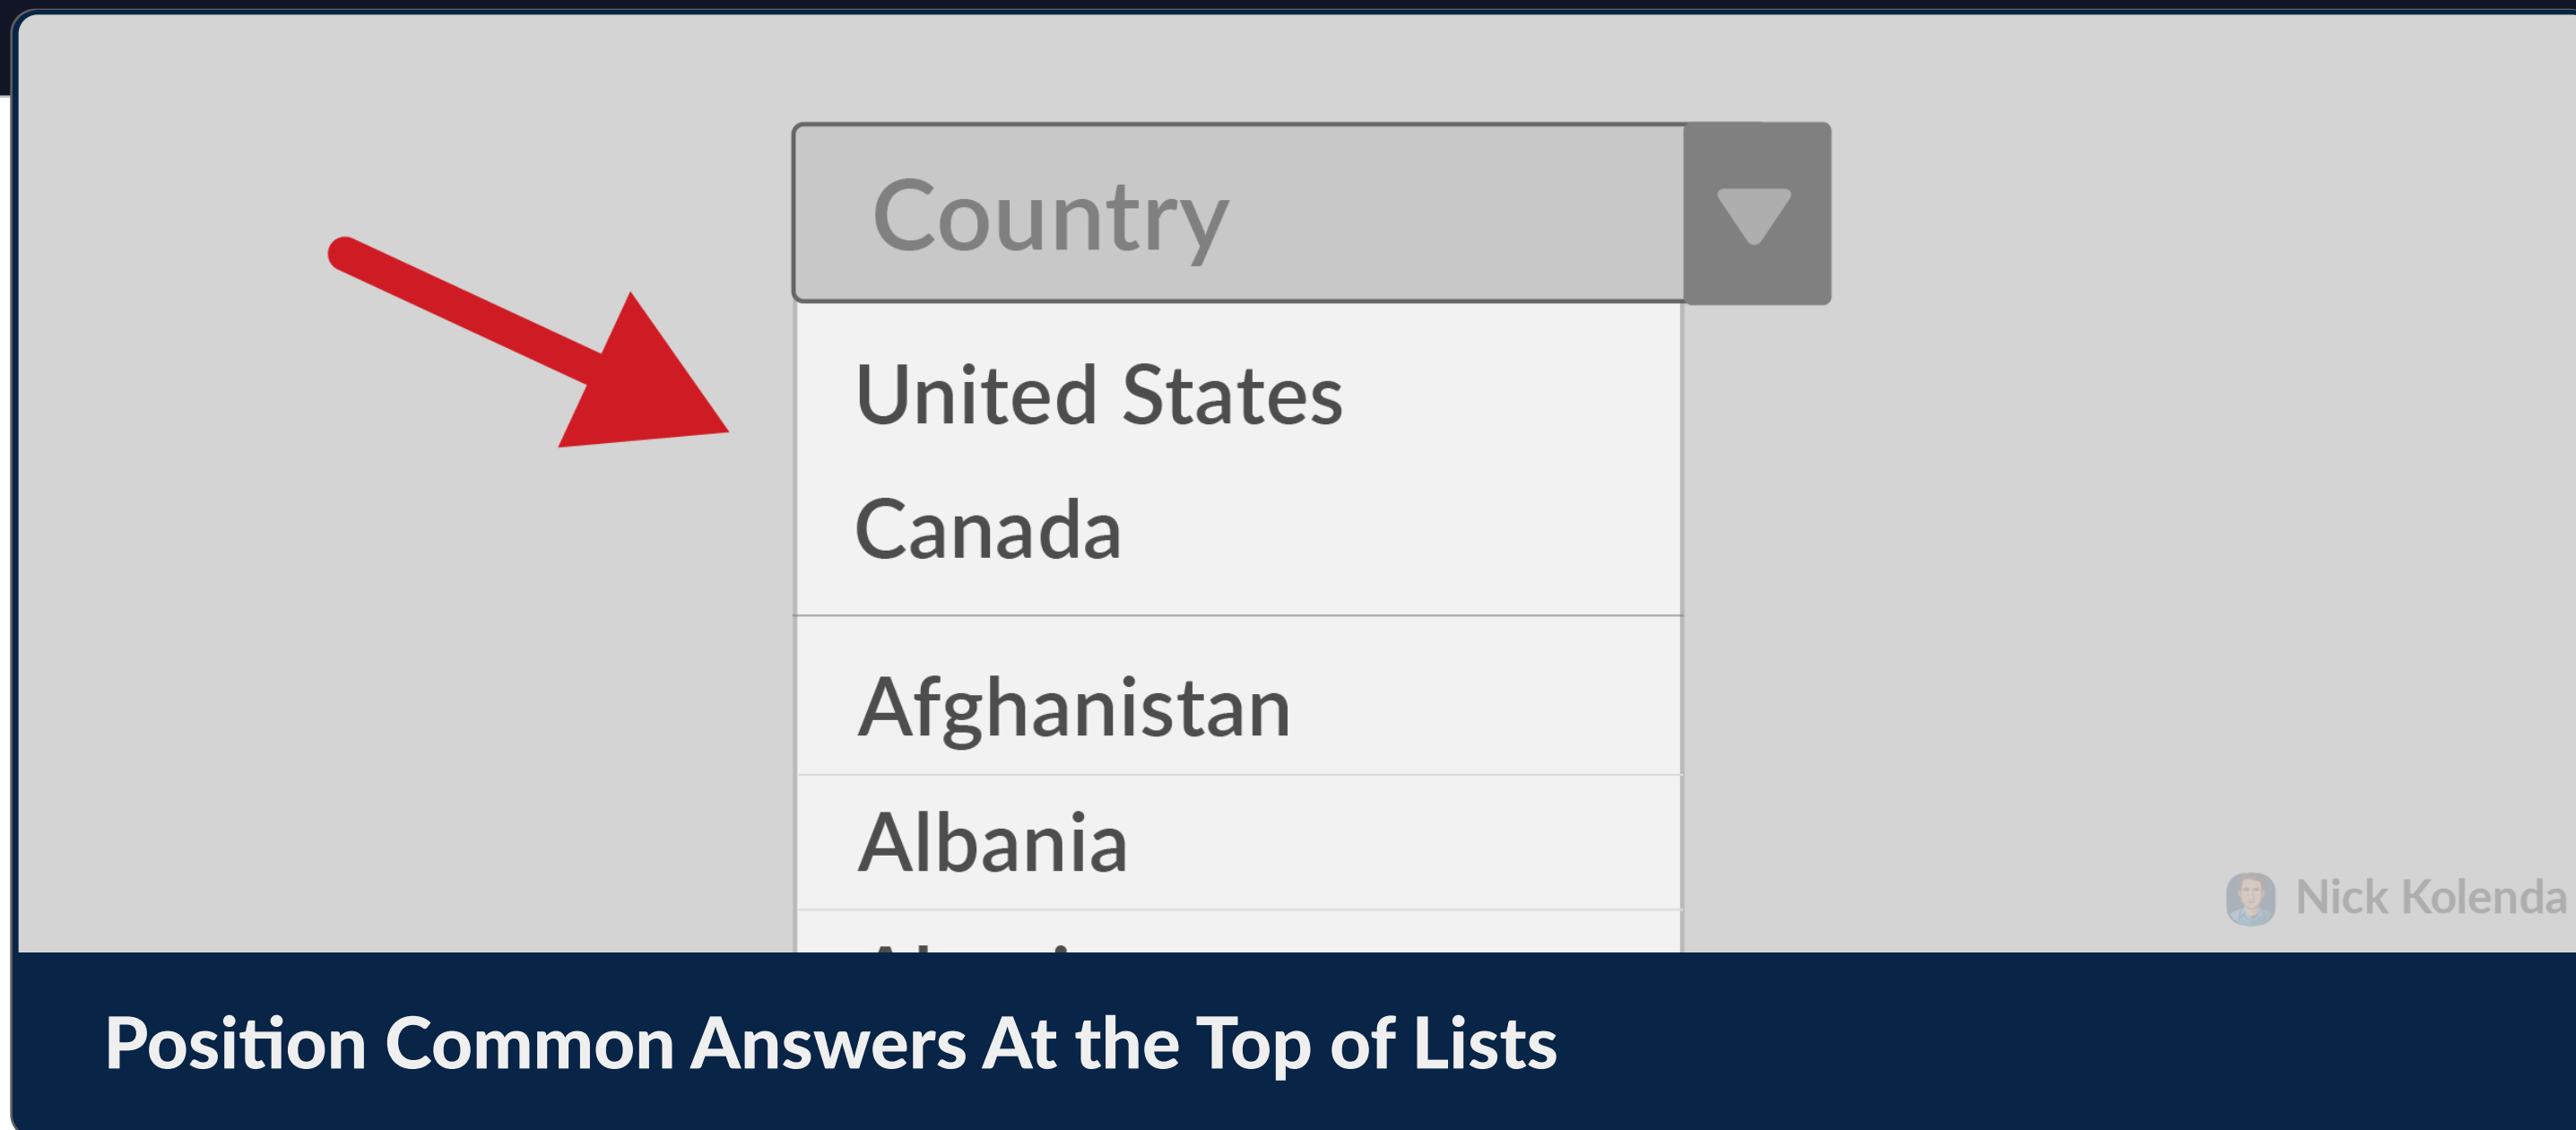 Country
United States
Canada
Afghanistan
Albania
Nick Kolenda
Position Common Answers At the Top of Lists